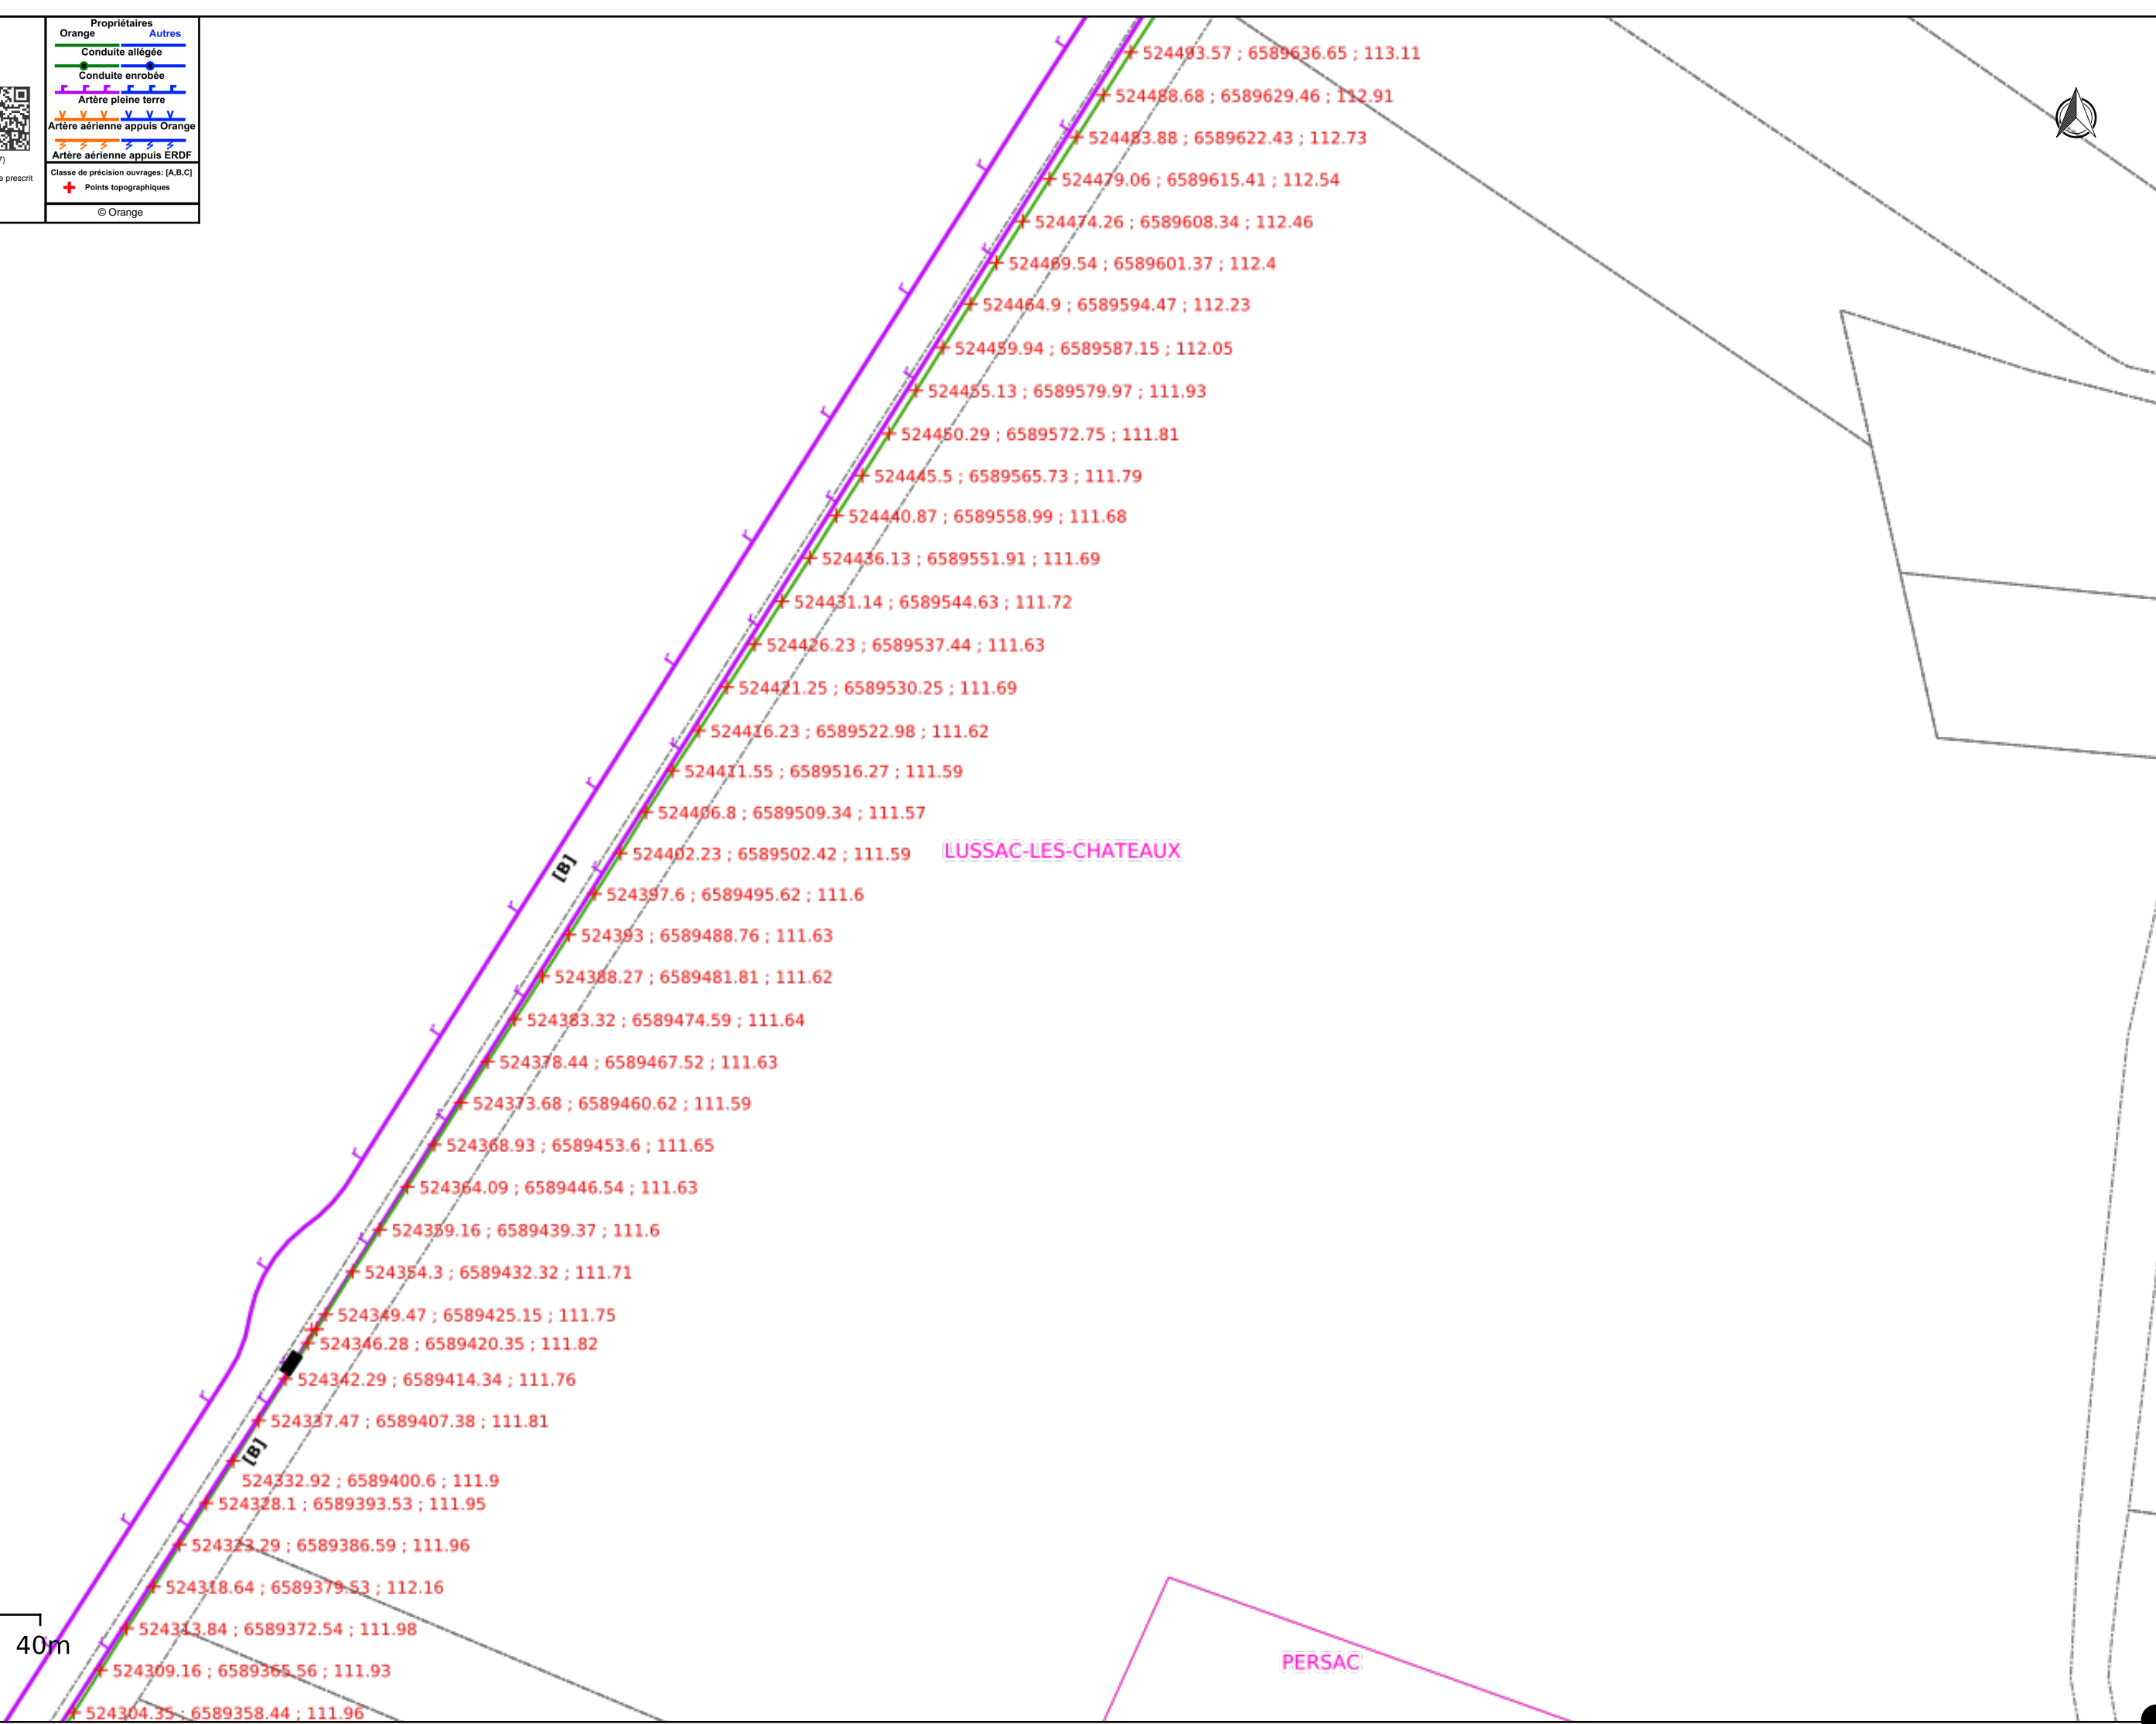 Propriétaires
Orange Autres
Conduite allégée
Conduite enrobée
Artère pleine terre
Artère aérienne appuis Orange
Artère aérienne appuis ERDF
Classe de précision ouvrages: [A,B,C]
Points topographiques
© Orange
7)
e prescrit
524493.57 ; 6589636.65 ; 113.11
524488.68 ; 6589629.46 ; 112.91
524483.88 ; 6589622.43 ; 112.73
524479.06 ; 6589615.41 ; 112.54
524474.26 ; 6589608.34 ; 112.46
524469.54 ; 6589601.37 ; 112.4
524464.9 ; 6589594.47 ; 112.23
524459.94 ; 6589587.15 ; 112.05
524455.13 ; 6589579.97 ; 111.93
524450.29 ; 6589572.75 ; 111.81
524445.5 ; 6589565.73 ; 111.79
524440.87 ; 6589558.99 ; 111.68
524436.13 ; 6589551.91 ; 111.69
524431.14 ; 6589544.63 ; 111.72
524426.23 ; 6589537.44 ; 111.63
524421.25 ; 6589530.25 ; 111.69
524416.23 ; 6589522.98 ; 111.62
524411.55 ; 6589516.27 ; 111.59
524406.8 ; 6589509.34 ; 111.57
LUSSAC-LES-CHATEAUX
524402.23 ; 6589502.42 ; 111.59
[B]
524397.6 ; 6589495.62 ; 111.6
524393 ; 6589488.76 ; 111.63
524388.27 ; 6589481.81 ; 111.62
524383.32 ; 6589474.59 ; 111.64
524378.44 ; 6589467.52 ; 111.63
524373.68 ; 6589460.62 ; 111.59
524368.93 ; 6589453.6 ; 111.65
524364.09 ; 6589446.54 ; 111.63
524359.16 ; 6589439.37 ; 111.6
524354.3 ; 6589432.32 ; 111.71
524349.47 ; 6589425.15 ; 111.75
524346.28 ; 6589420.35 ; 111.82
524342.29 ; 6589414.34 ; 111.76
524337.47 ; 6589407.38 ; 111.81
[B]
524332.92 ; 6589400.6 ; 111.9
524328.1 ; 6589393.53 ; 111.95
524323.29 ; 6589386.59 ; 111.96
524318.64 ; 6589379.53 ; 112.16
524313.84 ; 6589372.54 ; 111.98
40m
PERSAC
524309.16 ; 6589365.56 ; 111.93
524304.35 ; 6589358.44 ; 111.96